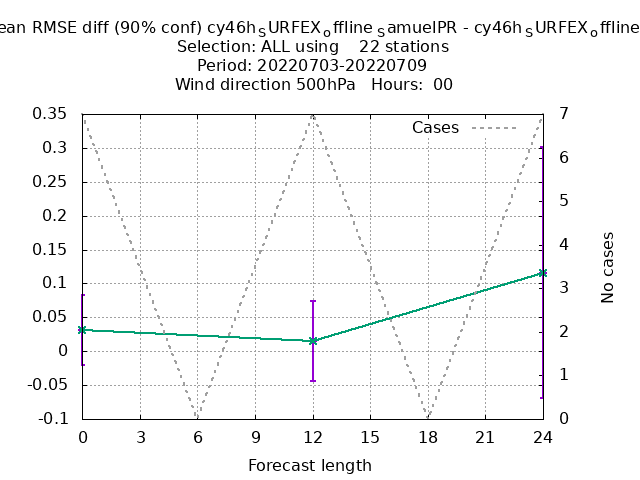 ean RMSE diff (90% conf) cy46hSURFEXoffline samuelPR - cy46hSURFEXoffline
Selection: ALL using 22 stations
Period: 20220703-20220709
Wind direction 500hPa Hours: 00
Cases
0.35
0.3
0.25
0.2
0.15
0.1
0.05
0
-0.05
-0.1
7
6
5
4
3
2
1
0
No cases
0 3 6 9 12 15 18 21 24
Forecast length